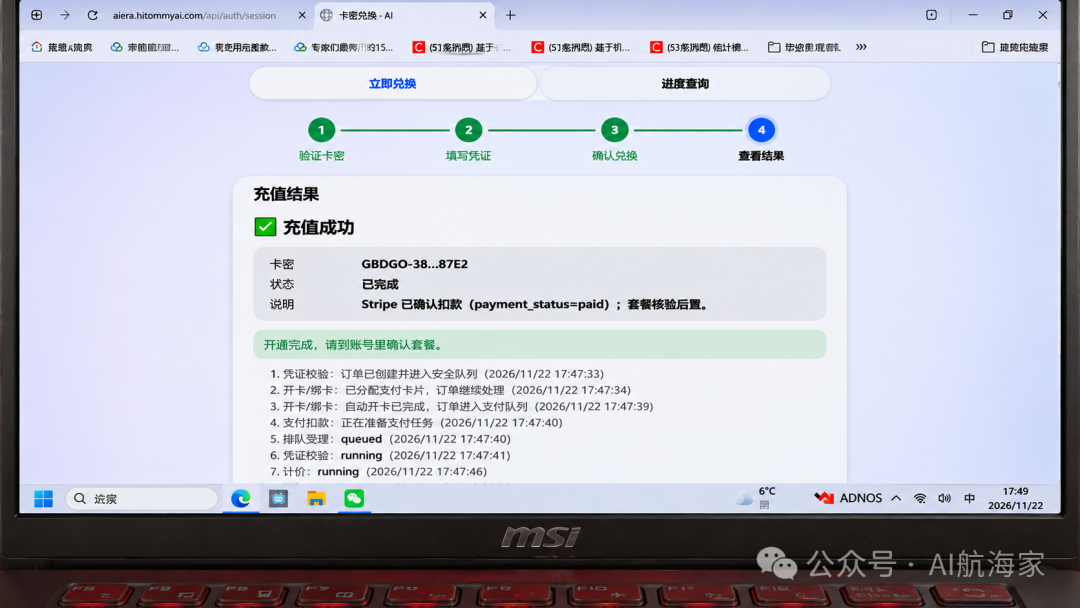 aiera.hitommyai.com/api/auth/session
卡密兑换 - AI
立即兑换
进度查询
1
2
3
4
验证卡密
填写凭证
确认兑换
查看结果
充值结果
充值成功
卡密 GBDGO-38...87E2
状态 已完成
说明 Stripe 已确认扣款（payment_status=paid）；套餐核验后置。
开通完成，请到账号里确认套餐。
1. 凭证校验：订单已创建并进入安全队列（2026/11/22 17:47:33）
2. 开卡/绑卡：已分配支付卡片，订单继续处理（2026/11/22 17:47:34）
3. 开卡/绑卡：自动开卡已完成，订单进入支付队列（2026/11/22 17:47:39）
4. 支付扣款：正在准备支付任务（2026/11/22 17:47:40）
5. 排队受理：queued（2026/11/22 17:47:40）
6. 凭证校验：running（2026/11/22 17:47:41）
7. 计价：running（2026/11/22 17:47:46）
6°C
阴
ADNOS
中
17:49
2026/11/22
msi
公众号 · AI航海家